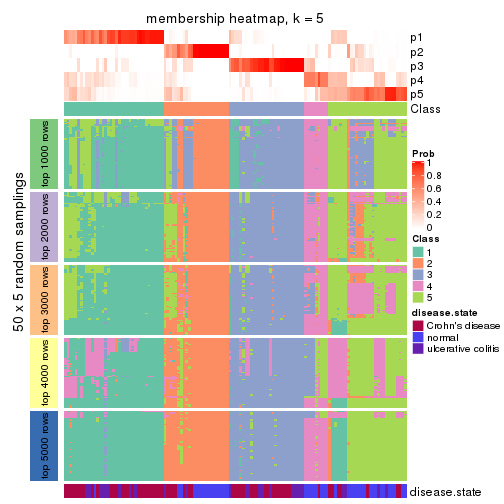 membership heatmap, k = 5
p1
p2
p3
p4
p5
Class
50 x 5 random samplings
top 1000 rows
top 2000 rows
top 3000 rows
top 4000 rows
top 5000 rows
disease.state
Prob
1
0.8
0.6
0.4
0.2
0
Class
1
2
3
4
5
disease.state
Crohn's disease
normal
ulcerative colitis